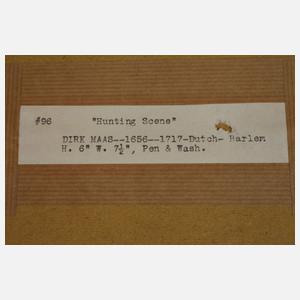 #96 "Hunting Scene"
DIRK MAAS--1656--1717-Dutch- Harlem
H. 6" W. 7½", Pen & Wash.